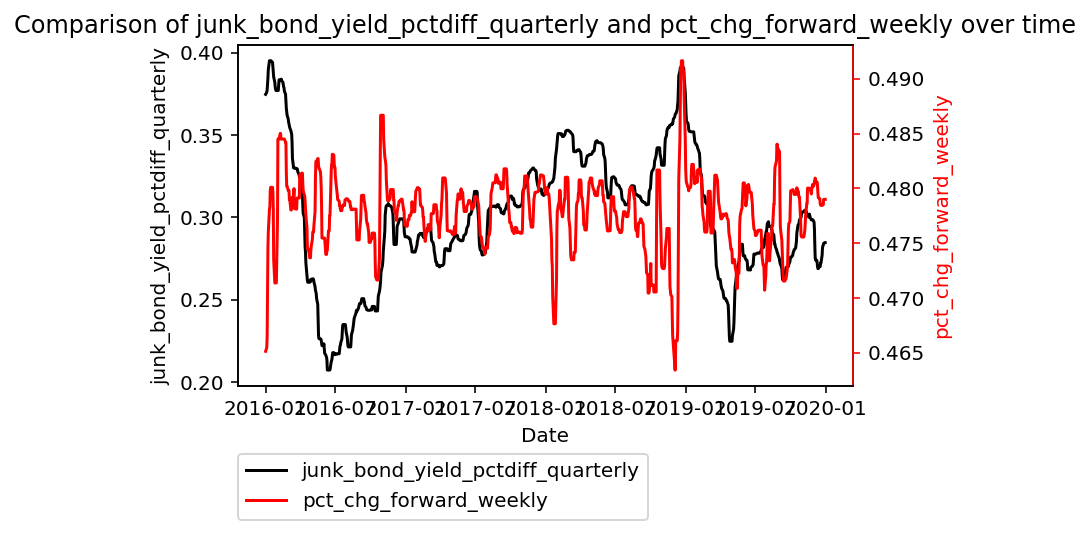 Comparison of junk_bond_yield_pctdiff_quarterly and pct_chg_forward_weekly over time
junk_bond_yield_pctdiff_quarterly
0.40
0.35
0.30
0.25
0.20
0.490
0.485
0.480
0.475
0.470
0.465
pct_chg_forward_weekly
2016-01 2016-07 2017-01 2017-07 2018-01 2018-07 2019-01 2019-07 2020-01
Date
junk_bond_yield_pctdiff_quarterly
pct_chg_forward_weekly